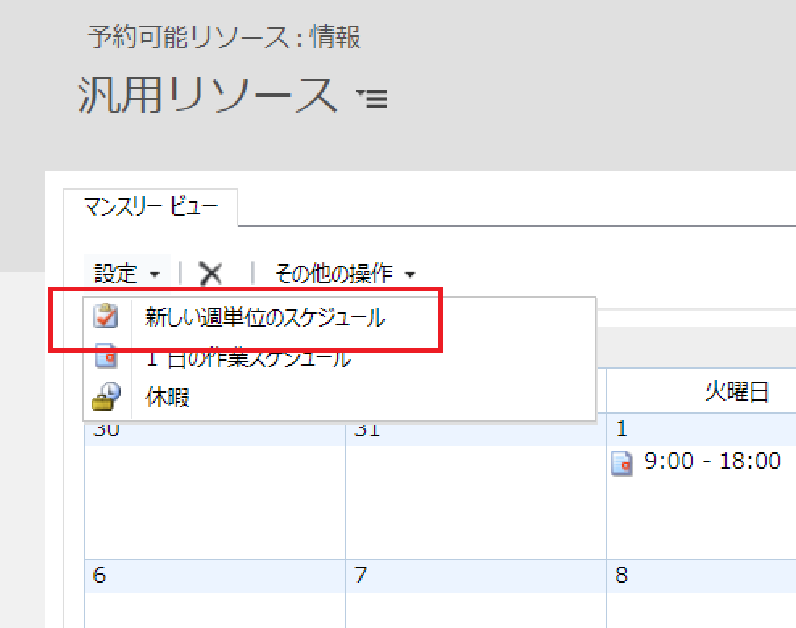 予約可能リソース : 情報
汎用リソース
マンスリー ビュー
設定 その他の操作
新しい週単位のスケジュール
1 日の作業スケジュール
休暇
火曜日
30 31 1
9:00 - 18:00
6 7 8